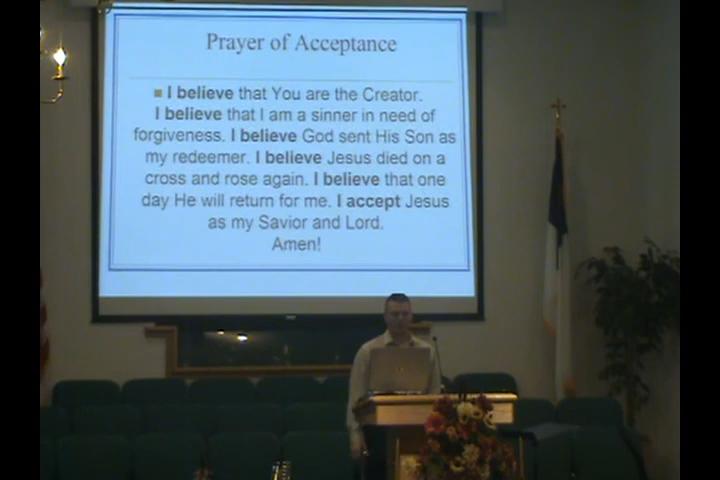 Prayer of Acceptance
I believe that You are the Creator.
I believe that I am a sinner in need of
forgiveness. I believe God sent His Son as
my redeemer. I believe Jesus died on a
cross and rose again. I believe that one
day He will return for me. I accept Jesus
as my Savior and Lord.
Amen!